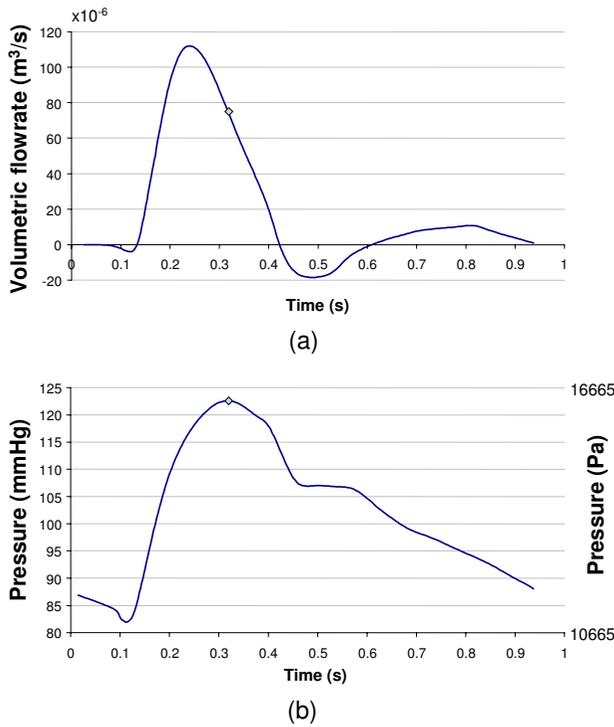 x10-6
Volumetric flowrate (m3/s)
120
100
80
60
40
20
0
-20
0 0.1 0.2 0.3 0.4 0.5 0.6 0.7 0.8 0.9 1
Time (s)
(a)
Pressure (mmHg)
125
120
115
110
105
100
95
90
85
80
16665
Pressure (Pa)
10665
0 0.1 0.2 0.3 0.4 0.5 0.6 0.7 0.8 0.9 1
Time (s)
(b)